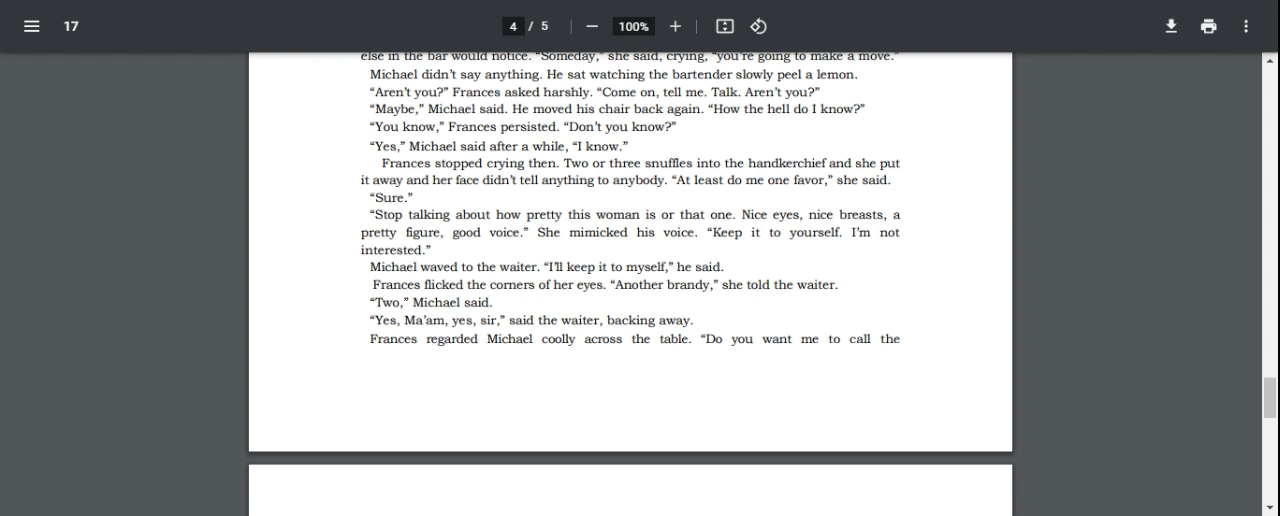 17
4 / 5
100%
else in the bar would notice. “Someday,” she said, crying, “you’re going to make a move.”
Michael didn’t say anything. He sat watching the bartender slowly peel a lemon.
“Aren’t you?” Frances asked harshly. “Come on, tell me. Talk. Aren’t you?”
“Maybe,” Michael said. He moved his chair back again. “How the hell do I know?”
“You know,” Frances persisted. “Don’t you know?”
“Yes,” Michael said after a while, “I know.”
Frances stopped crying then. Two or three snuffles into the handkerchief and she put
it away and her face didn’t tell anything to anybody. “At least do me one favor,” she said.
“Sure.”
“Stop talking about how pretty this woman is or that one. Nice eyes, nice breasts, a
pretty figure, good voice.” She mimicked his voice. “Keep it to yourself. I’m not
interested.”
Michael waved to the waiter. “I’ll keep it to myself,” he said.
Frances flicked the corners of her eyes. “Another brandy,” she told the waiter.
“Two,” Michael said.
“Yes, Ma’am, yes, sir,” said the waiter, backing away.
Frances regarded Michael coolly across the table. “Do you want me to call the